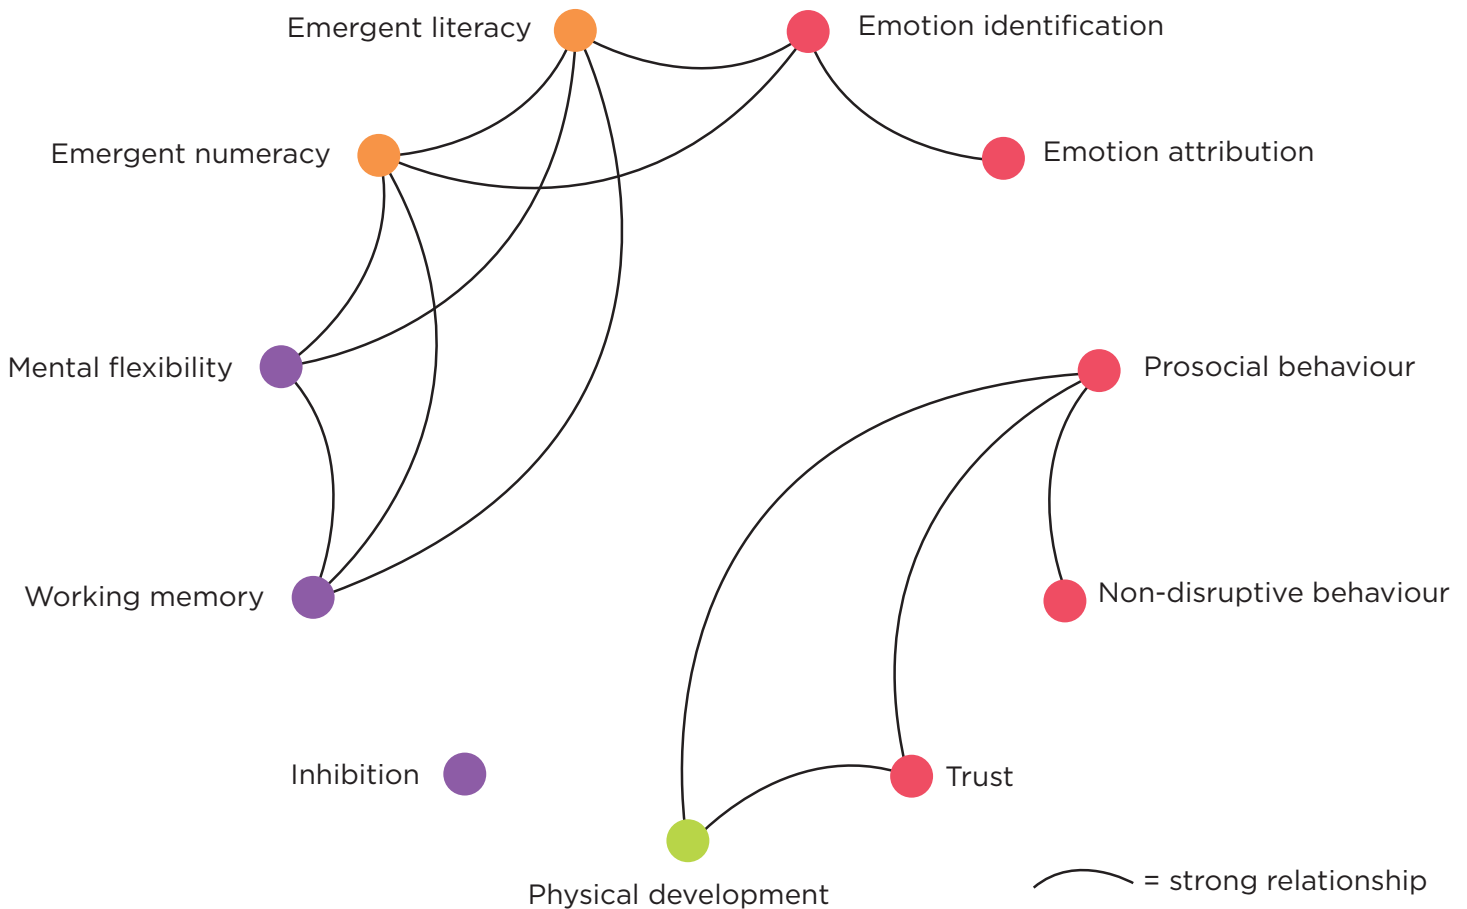 Emergent literacy
Emotion identification
Emergent numeracy
Emotion attribution
Mental flexibility
Prosocial behaviour
Working memory
Non-disruptive behaviour
Inhibition
Trust
Physical development
= strong relationship